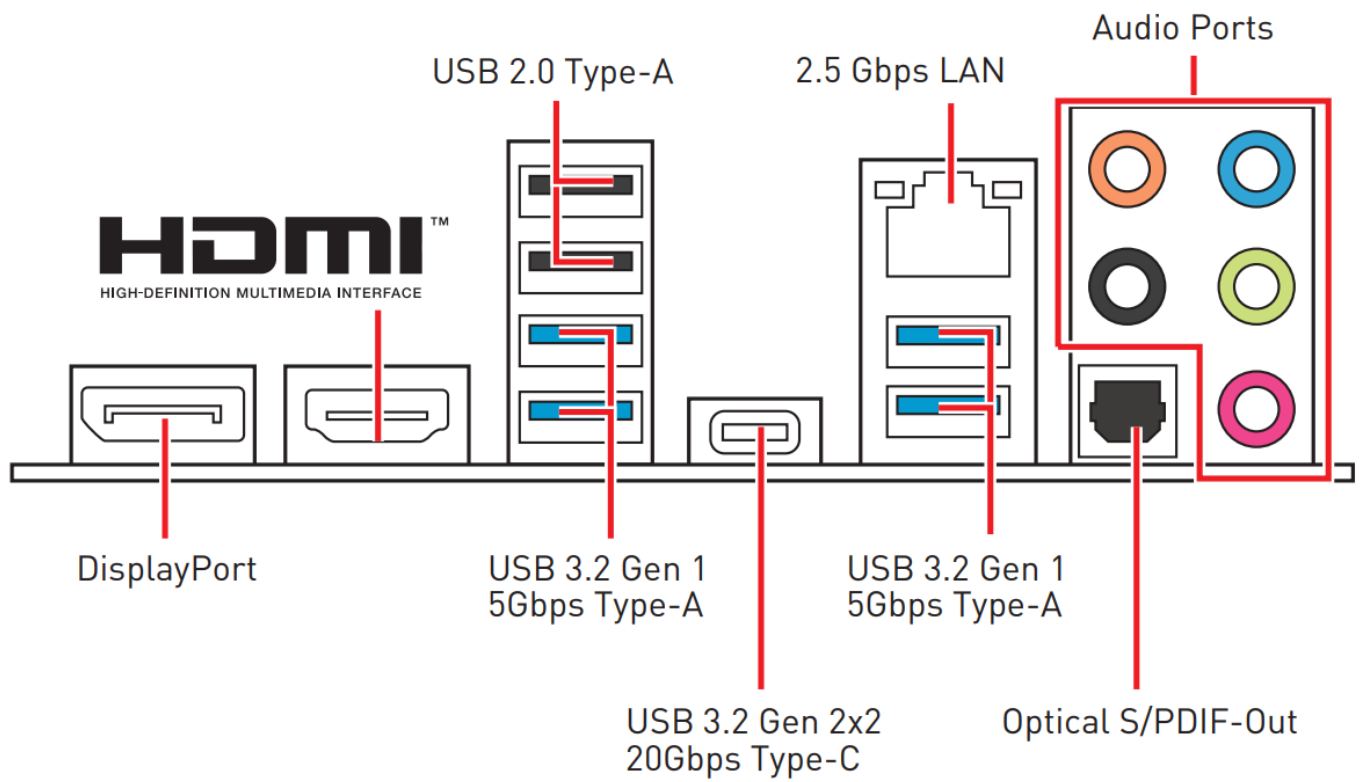 Audio Ports
USB 2.0 Type-A
2.5 Gbps LAN
HDMI™
HIGH-DEFINITION MULTIMEDIA INTERFACE
DisplayPort
USB 3.2 Gen 1
5Gbps Type-A
USB 3.2 Gen 1
5Gbps Type-A
USB 3.2 Gen 2x2
20Gbps Type-C
Optical S/PDIF-Out